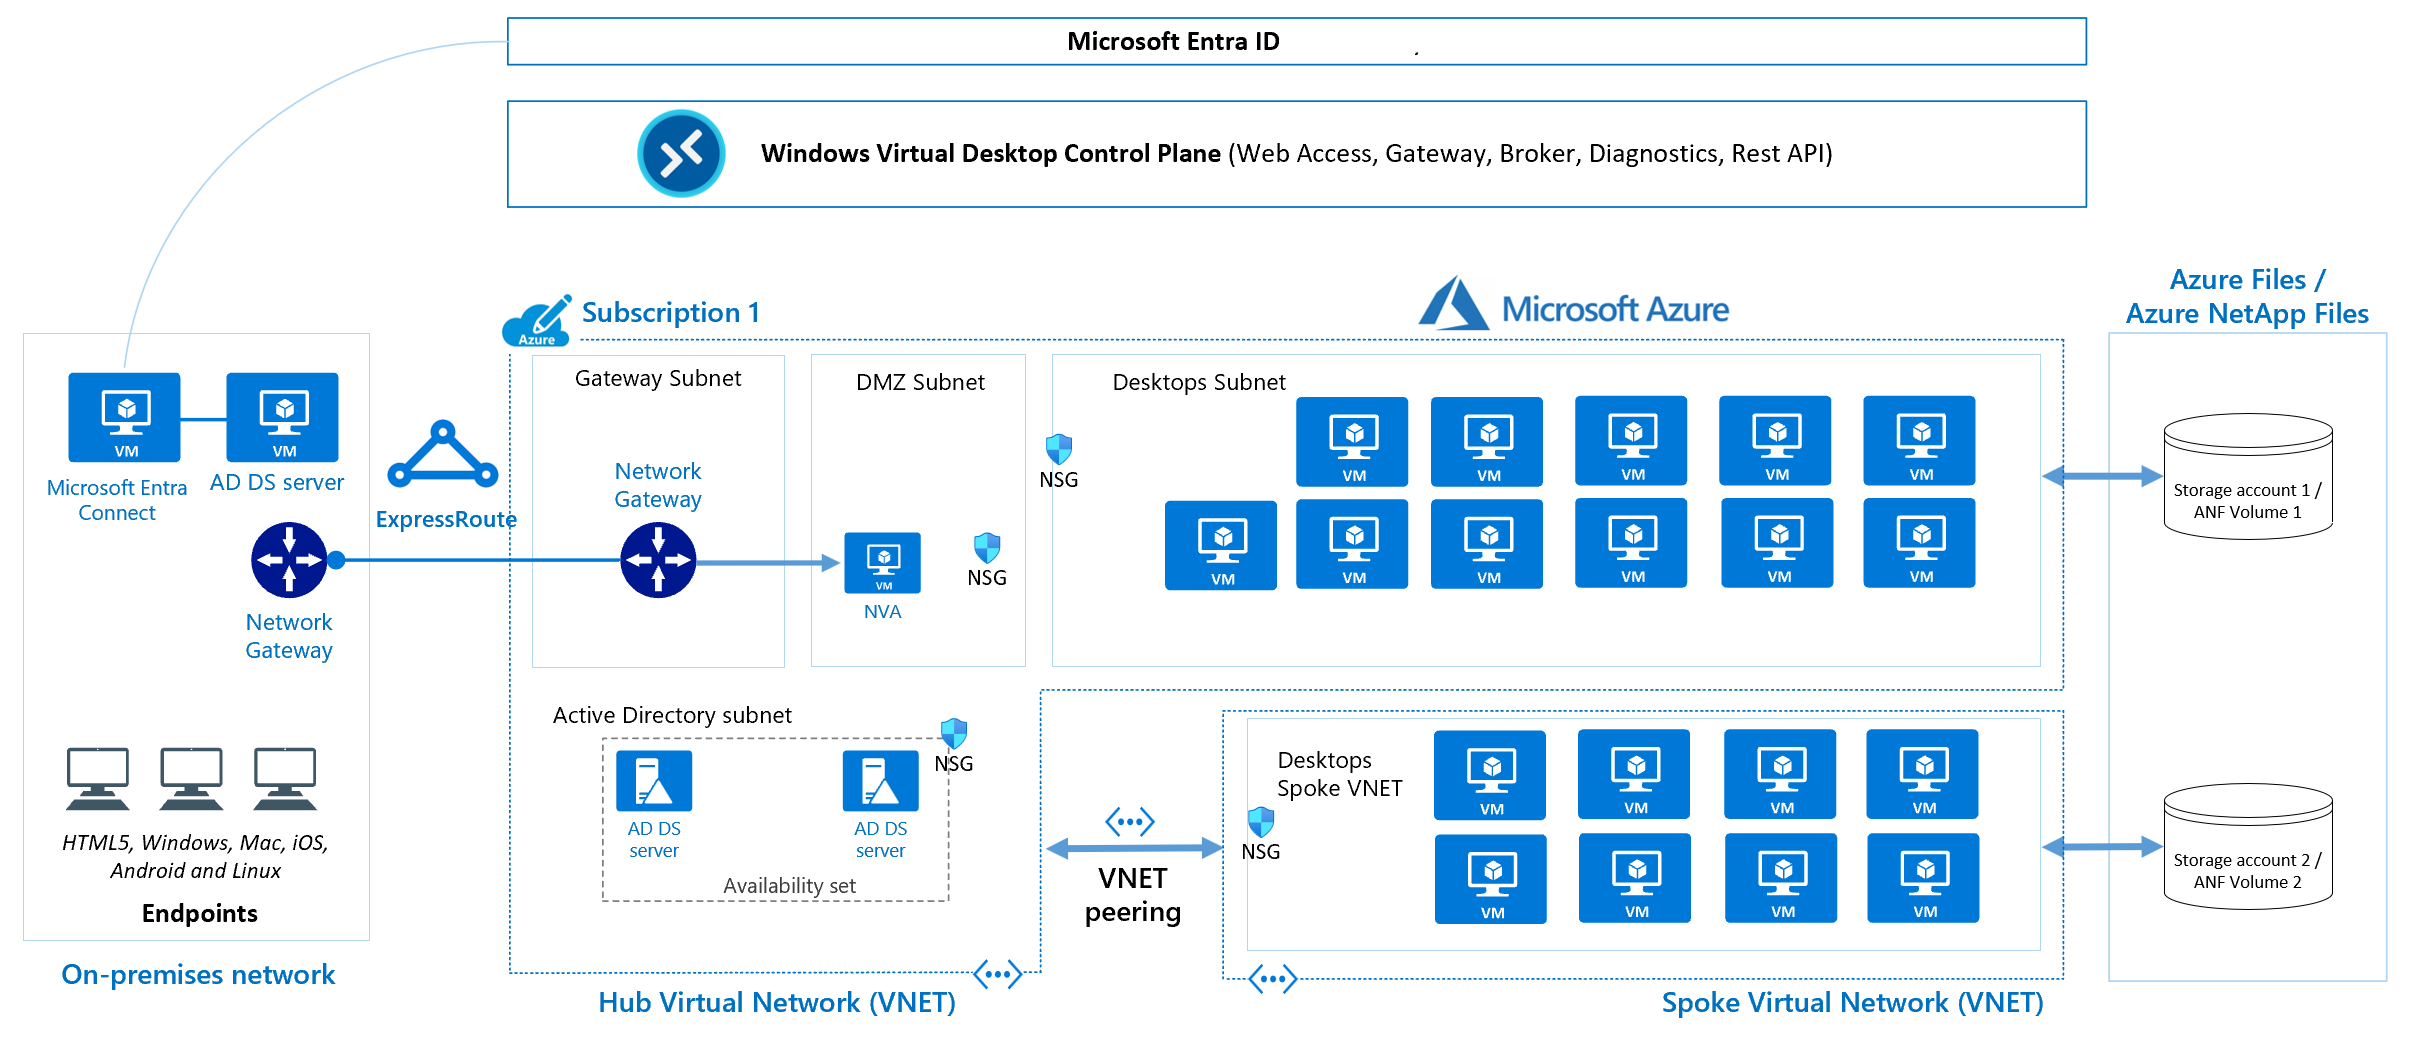 Microsoft Entra ID
Windows Virtual Desktop Control Plane (Web Access, Gateway, Broker, Diagnostics, Rest API)
Azure
Subscription 1
Microsoft Azure
Azure Files /
Azure NetApp Files
VM
VM
Microsoft Entra
Connect
AD DS server
ExpressRoute
Network
Gateway
HTML5, Windows, Mac, iOS,
Android and Linux
Endpoints
On-premises network
Gateway Subnet
Network
Gateway
DMZ Subnet
VM
NVA
NSG
NSG
Desktops Subnet
VM
VM
VM
VM
VM
VM
VM
VM
VM
VM
VM
Storage account 1 /
ANF Volume 1
Active Directory subnet
NSG
AD DS
server
AD DS
server
Availability set
Hub Virtual Network (VNET)
VNET
peering
Desktops
Spoke VNET
NSG
VM
VM
VM
VM
VM
VM
VM
VM
Spoke Virtual Network (VNET)
Storage account 2 /
ANF Volume 2